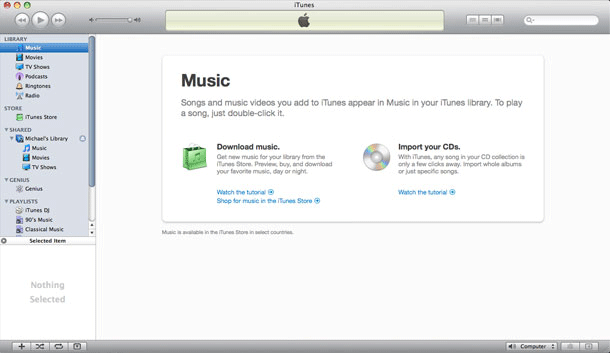 iTunes
LIBRARY
Music
Movies
TV Shows
Podcasts
Ringtones
Radio
STORE
iTunes Store
SHARED
Michael's Library
Music
Movies
TV Shows
GENIUS
Genius
PLAYLISTS
iTunes DJ
90's Music
Classical Music
Selected Item
Nothing
Selected
Music
Songs and music videos you add to iTunes appear in Music in your iTunes library. To play
a song, just double-click it.
Download music.
Get new music for your library from the
iTunes Store. Preview, buy, and download
your favorite music, day or night.
Watch the tutorial
Shop for music in the iTunes Store
Import your CDs.
With iTunes, any song in your CD collection is
only a few clicks away. Import whole albums
or just specific songs.
Watch the tutorial
Music is available in the iTunes Store in select countries.
Computer